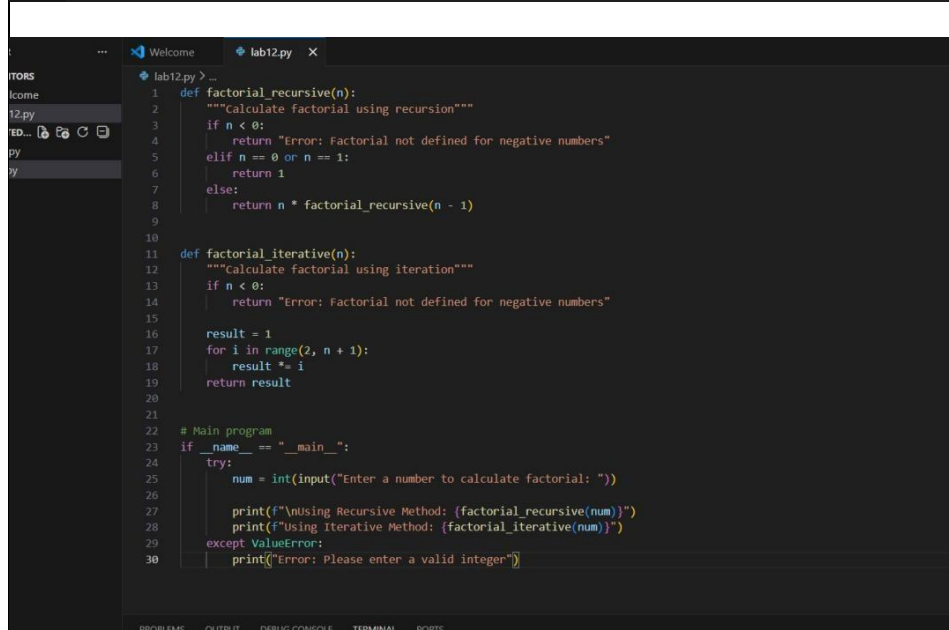 Welcome
lab12.py
ITORS
lcome
12.py
py
py
lab12.py > ...
1 def factorial_recursive(n):
2     """Calculate factorial using recursion"""
3     if n < 0:
4         return "Error: Factorial not defined for negative numbers"
5     elif n == 0 or n == 1:
6         return 1
7     else:
8         return n * factorial_recursive(n - 1)
9
10
11 def factorial_iterative(n):
12     """Calculate factorial using iteration"""
13     if n < 0:
14         return "Error: Factorial not defined for negative numbers"
15
16     result = 1
17     for i in range(2, n + 1):
18         result *= i
19     return result
20
21
22 # Main program
23 if __name__ == "__main__":
24     try:
25         num = int(input("Enter a number to calculate factorial: "))
26
27         print(f"\nUsing Recursive Method: {factorial_recursive(num)}")
28         print(f"Using Iterative Method: {factorial_iterative(num)}")
29     except ValueError:
30         print("Error: Please enter a valid integer")
PROBLEMS OUTPUT DEBUG CONSOLE TERMINAL PORTS